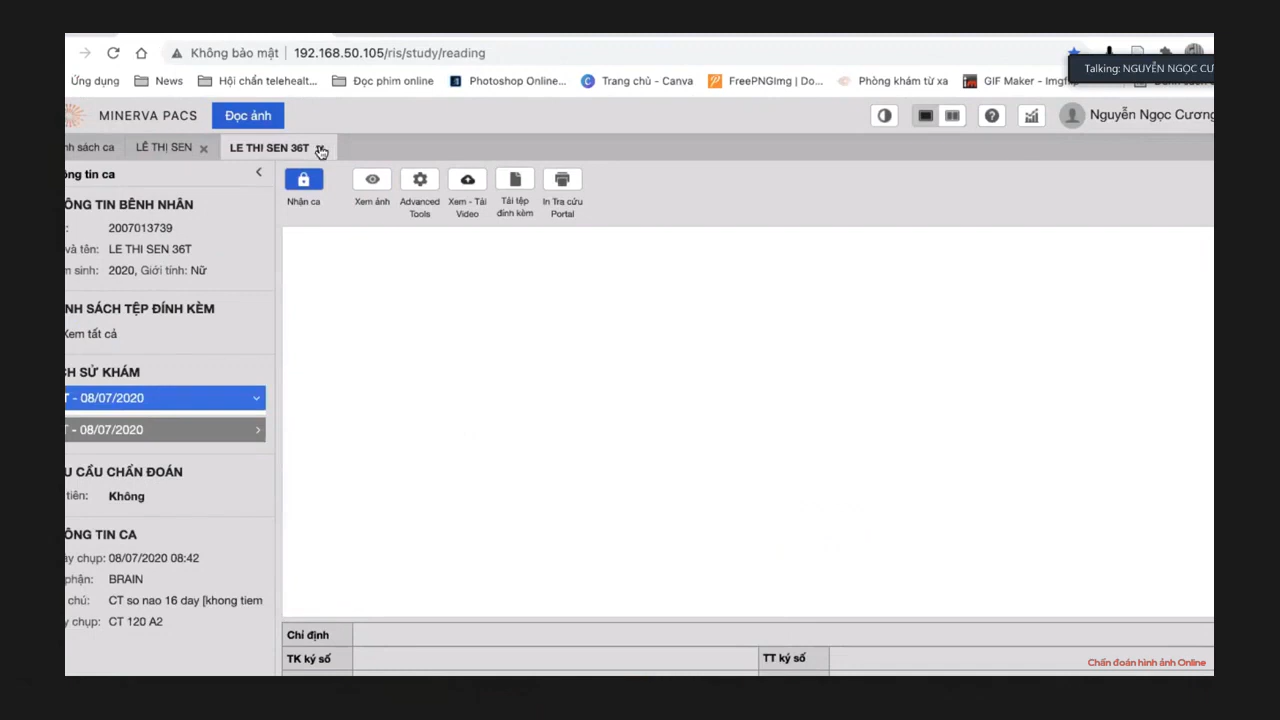 Không bảo mật | 192.168.50.105/ris/study/reading
Talking: NGUYỄN NGỌC CƯ
Ứng dụng News Hội chẩn telehealt... Đọc phim online Photoshop Online... Trang chủ - Canva FreePNGImg | Do... Phòng khám từ xa GIF Maker - Imgfl
MINERVA PACS Đọc ảnh Nguyễn Ngọc Cương
nh sách ca LÊ THỊ SEN LE THI SEN 36T
ông tin ca
ÔNG TIN BỆNH NHÂN
2007013739
và tên: LE THI SEN 36T
n sinh: 2020, Giới tính: Nữ
NH SÁCH TỆP ĐÍNH KÈM
Xem tất cả
CH SỬ KHÁM
T - 08/07/2020
T - 08/07/2020
U CẦU CHẨN ĐOÁN
tiên: Không
ÔNG TIN CA
ày chụp: 08/07/2020 08:42
phận: BRAIN
chú: CT so nao 16 day [khong tiem
y chụp: CT 120 A2
Nhận ca
Xem ảnh
Advanced Tools
Xem - Tải Video
Tải tệp đính kèm
In Tra cứu Portal
Chỉ định
TK ký số TT ký số
Chẩn đoán hình ảnh Online